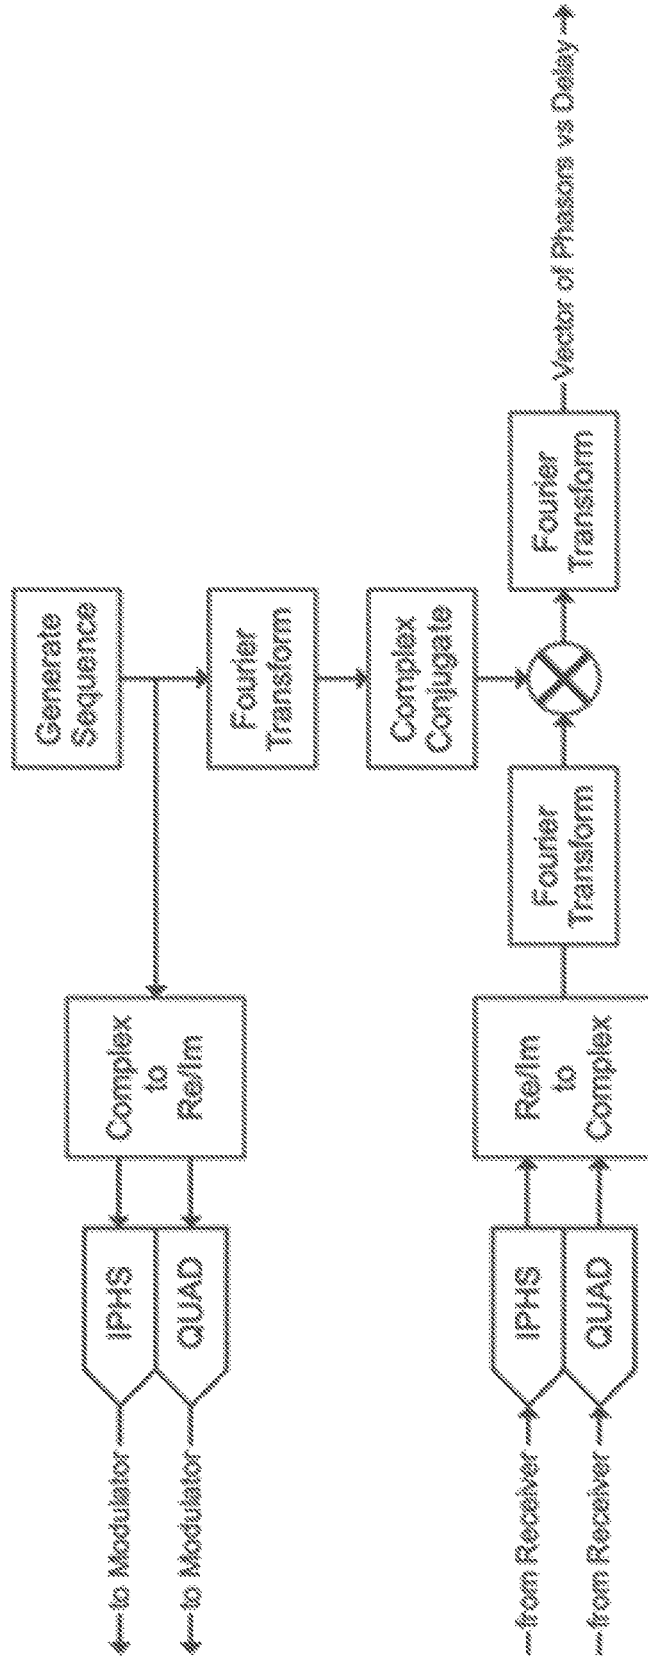 Generate
Sequence
Complex
to
Re/Im
IPHS
QUAD
to Modulator
to Modulator
Fourier
Transform
Complex
Conjugate
from Receiver
from Receiver
IPHS
QUAD
Re/Im
to
Complex
Fourier
Transform
Fourier
Transform
Vector of Phasors vs Delay